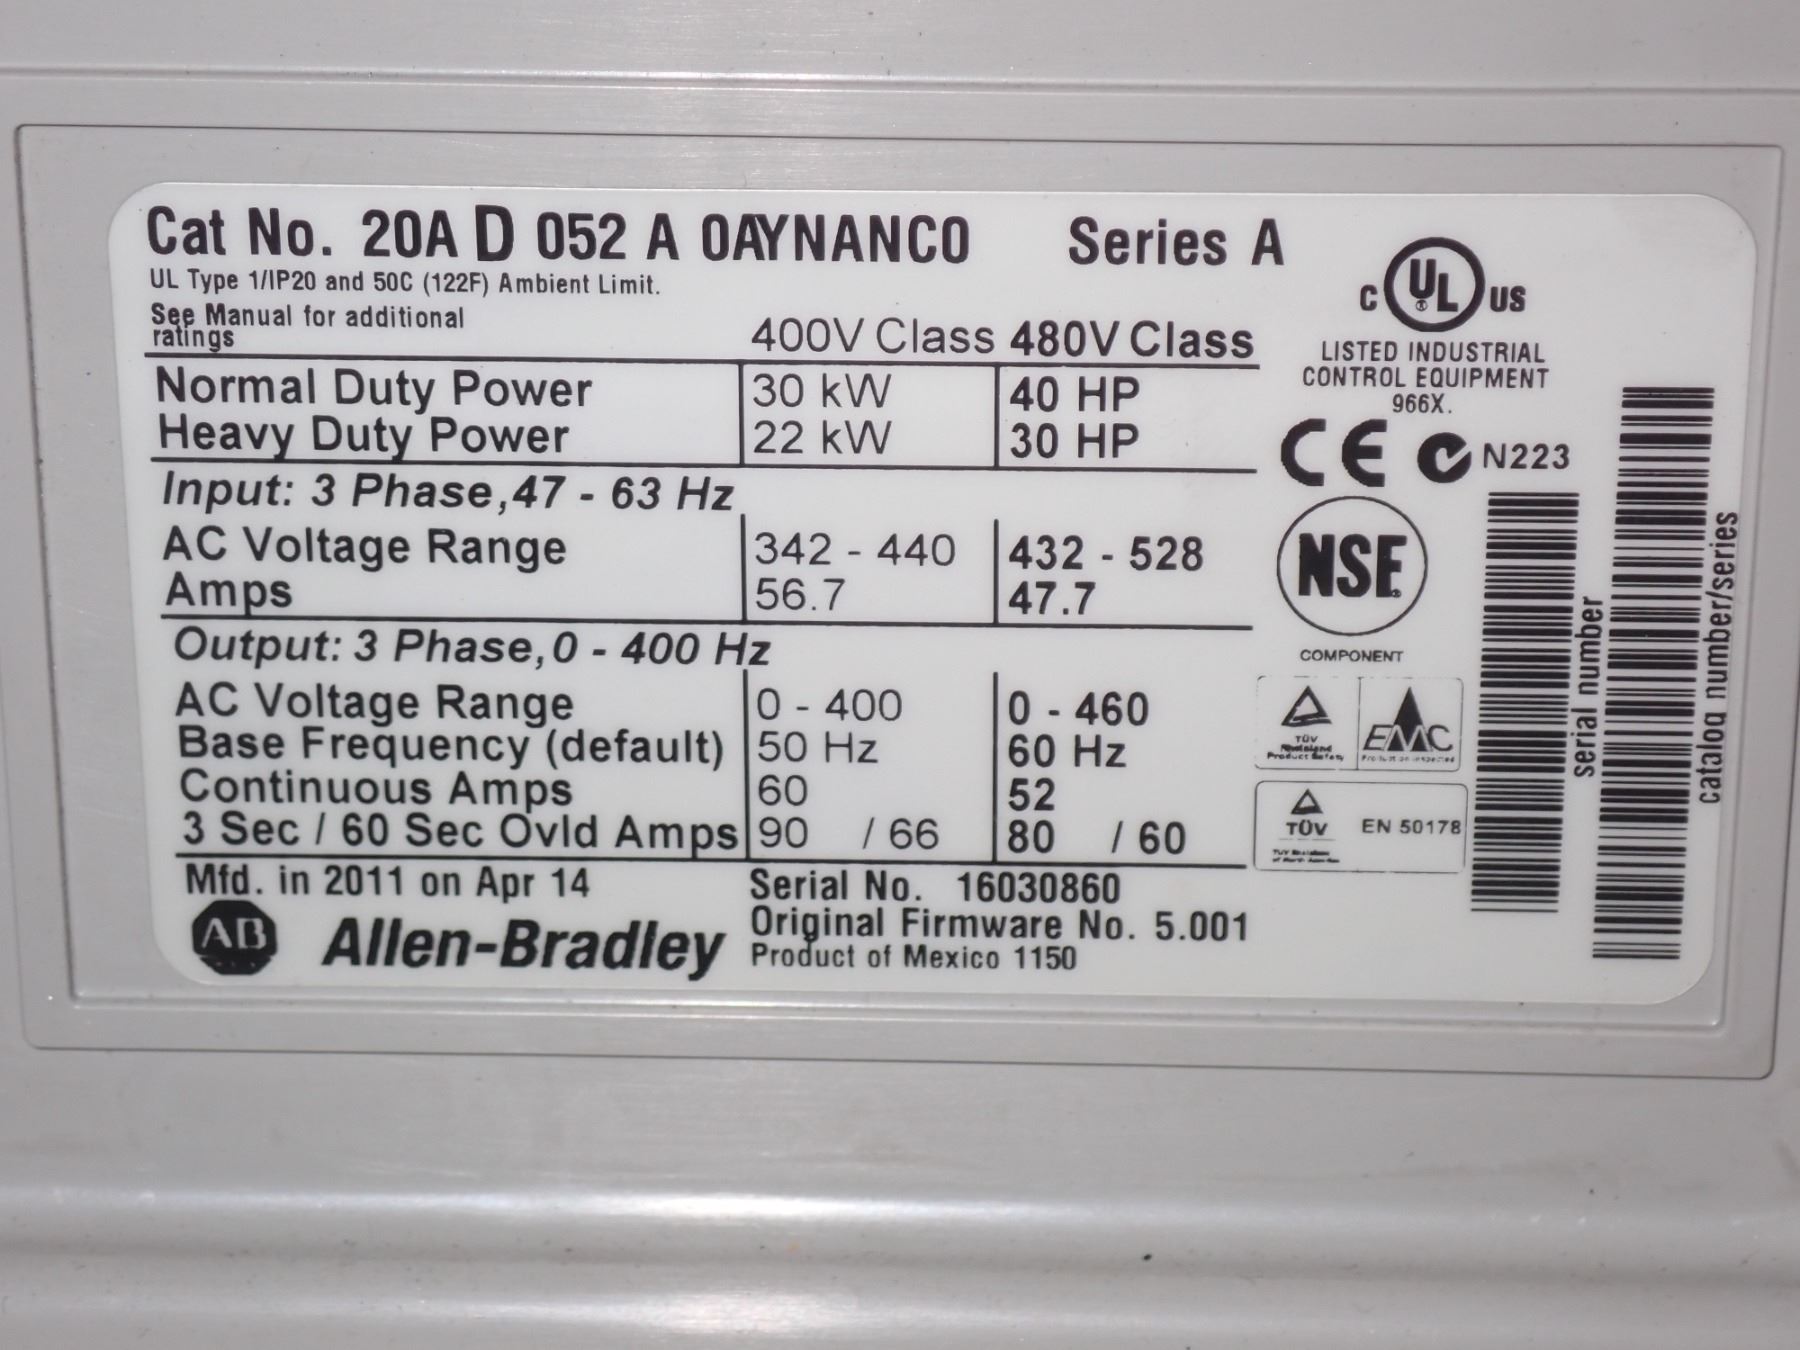 Cat No. 20A D 052 A 0AYNANC0 Series A
UL Type 1/IP20 and 50C (122F) Ambient Limit.
See Manual for additional
ratings
400V Class 480V Class
Normal Duty Power 30 kW 40 HP
Heavy Duty Power 22 kW 30 HP
Input: 3 Phase,47 - 63 Hz
AC Voltage Range 342 - 440 432 - 528
Amps 56.7 47.7
Output: 3 Phase,0 - 400 Hz
AC Voltage Range 0 - 400 0 - 460
Base Frequency (default) 50 Hz 60 Hz
Continuous Amps 60 52
3 Sec / 60 Sec Ovld Amps 90 / 66 80 / 60
Mfd. in 2011 on Apr 14
Serial No. 16030860
AB Allen-Bradley
Original Firmware No. 5.001
Product of Mexico 1150
C UL ® US
LISTED INDUSTRIAL
CONTROL EQUIPMENT
966X.
CE N223
NSF®
COMPONENT
TÜV
Rheinland
Product Safety
EMC
TÜV EN 50178
serial number
catalog number/series